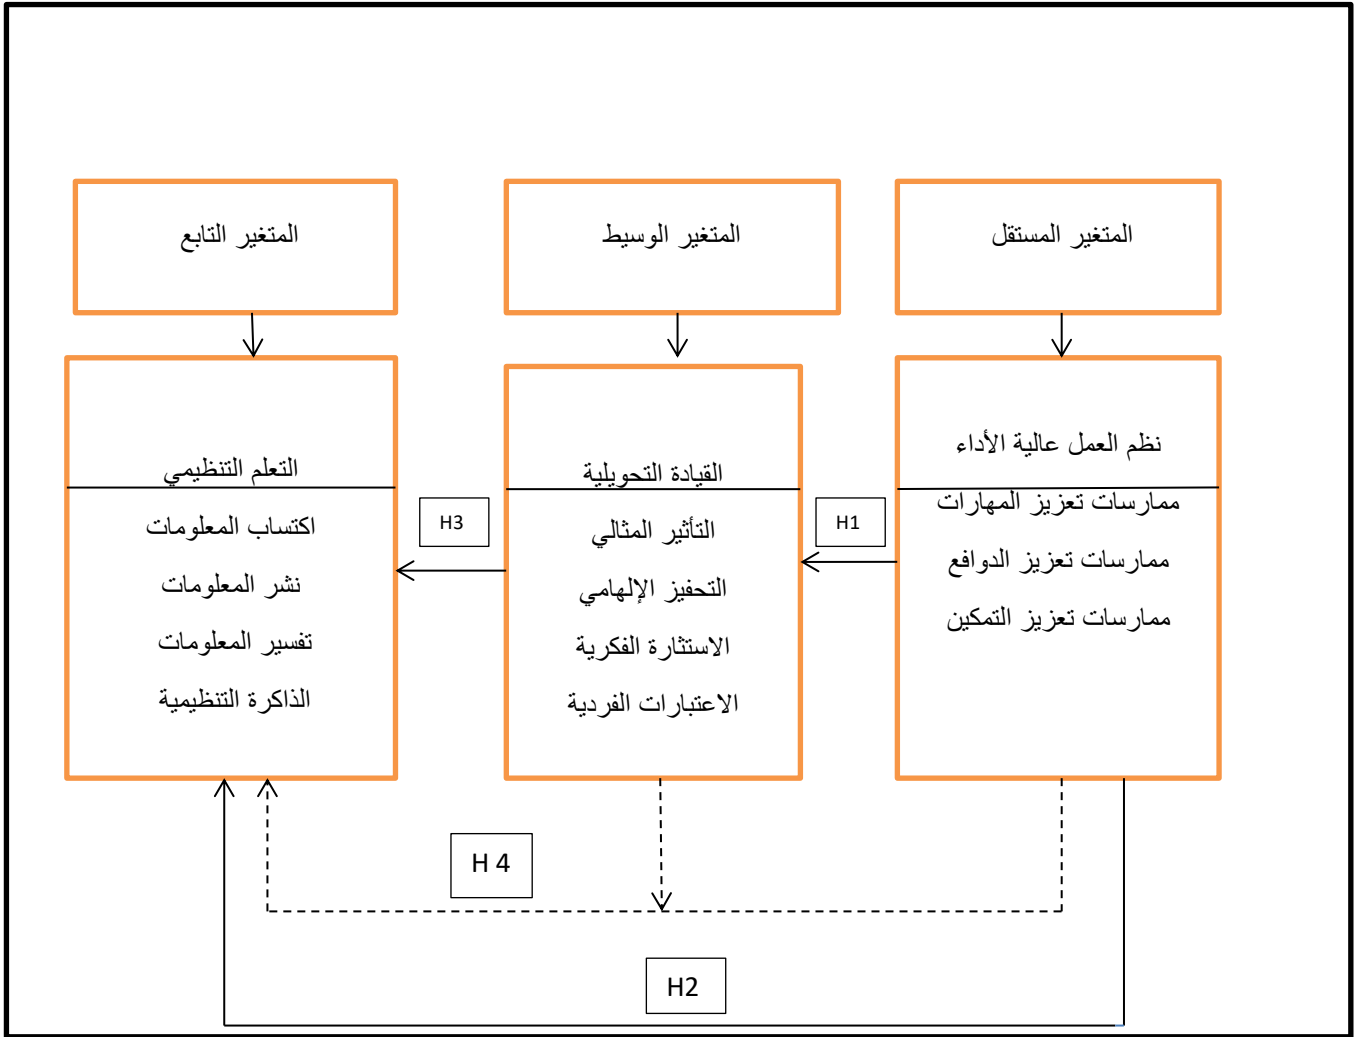 المتغير المستقل
المتغير الوسيط
المتغير التابع
نظم العمل عالية الأداء
ممارسات تعزيز المهارات
ممارسات تعزيز الدوافع
ممارسات تعزيز التمكين
H1
القيادة التحويلية
التأثير المثالي
التحفيز الإلهامي
الاستثارة الفكرية
الاعتبارات الفردية
H3
التعلم التنظيمي
اكتساب المعلومات
نشر المعلومات
تفسير المعلومات
الذاكرة التنظيمية
H 4
H2